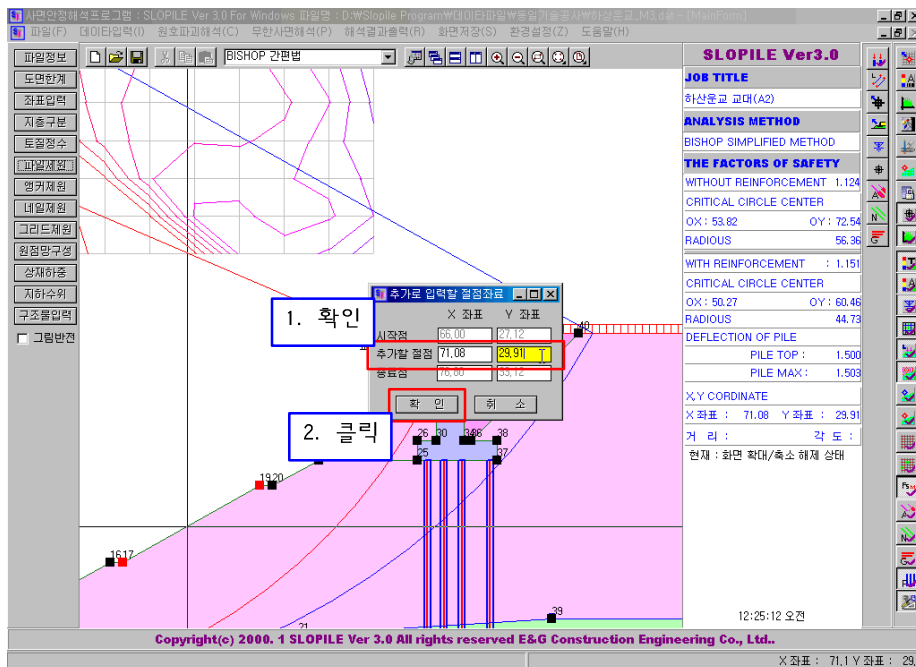 사면안정해석프로그램 : SLOPILE Ver 3.0 For Windows 파일명 : D:\Slopile Program\데이타파일\동일기술공사\하산운교_M3.dat - [MainForm]
파일(F) 데이타입력(I) 원호파괴해석(C) 무한사면해석(P) 해석결과출력(R) 화면저장(S) 환경설정(Z) 도움말(H)
BISHOP 간편법
파일정보
도면한계
좌표입력
지층구분
토질정수
파일제원
앵커제원
네일제원
그리드제원
원점망구성
상재하중
지하수위
구조물입력
그림반전
추가로 입력할 절점좌료
X 좌표 Y 좌표
시작점 66,00 27,12
추가할 절점 71,08 29,91
종료점 76,00 33,12
확 인 취 소
1. 확인
2. 클릭
40
26 30 38
25 37
19 20
16 17
39
21
SLOPILE Ver3.0
JOB TITLE
하산운교 교대(A2)
ANALYSIS METHOD
BISHOP SIMPLIFIED METHOD
THE FACTORS OF SAFETY
WITHOUT REINFORCEMENT 1.124
CRITICAL CIRCLE CENTER
OX : 53.82 OY : 72.54
RADIOUS 56.36
WITH REINFORCEMENT : 1.151
CRITICAL CIRCLE CENTER
OX : 50.27 OY : 60.46
RADIOUS 44.73
DEFLECTION OF PILE
PILE TOP : 1.500
PILE MAX : 1.503
X,Y CORDINATE
X 좌표 : 71.08 Y 좌표 : 29.91
거 리 : 각 도 :
현재 : 화면 확대/축소 해제 상태
12:25:12 오전
Copyright(c) 2000. 1 SLOPILE Ver 3.0 All rights reserved E&G Construction Engineering Co., Ltd..
X 좌표 : 71.1 Y 좌표 : 29.